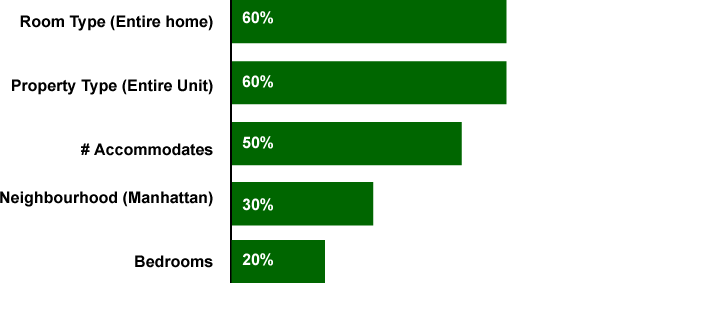 Room Type (Entire home) 60%
Property Type (Entire Unit) 60%
# Accommodates 50%
Neighbourhood (Manhattan) 30%
Bedrooms 20%